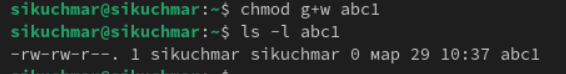 sikuchmar@sikuchmar:~$ chmod g+w abc1
sikuchmar@sikuchmar:~$ ls -l abc1
-rw-rw-r--. 1 sikuchmar sikuchmar 0 мар 29 10:37 abc1